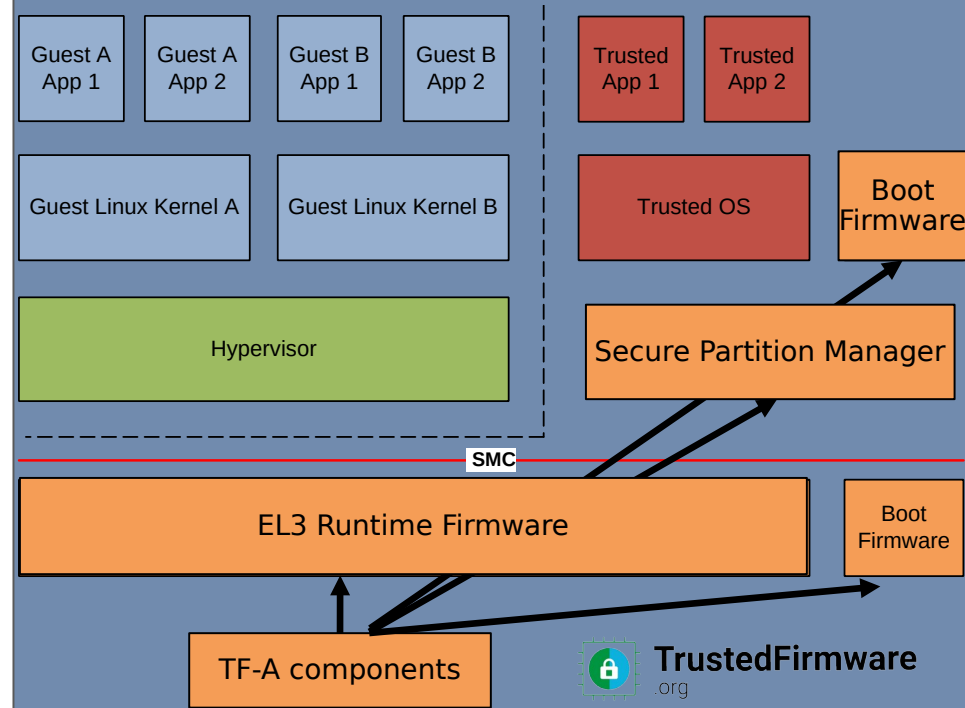 Guest A
App 1
Guest A
App 2
Guest B
App 1
Guest B
App 2
Trusted
App 1
Trusted
App 2
Guest Linux Kernel A
Guest Linux Kernel B
Trusted OS
Boot
Firmware
Hypervisor
Secure Partition Manager
SMC
EL3 Runtime Firmware
Boot
Firmware
TF-A components
TrustedFirmware
.org